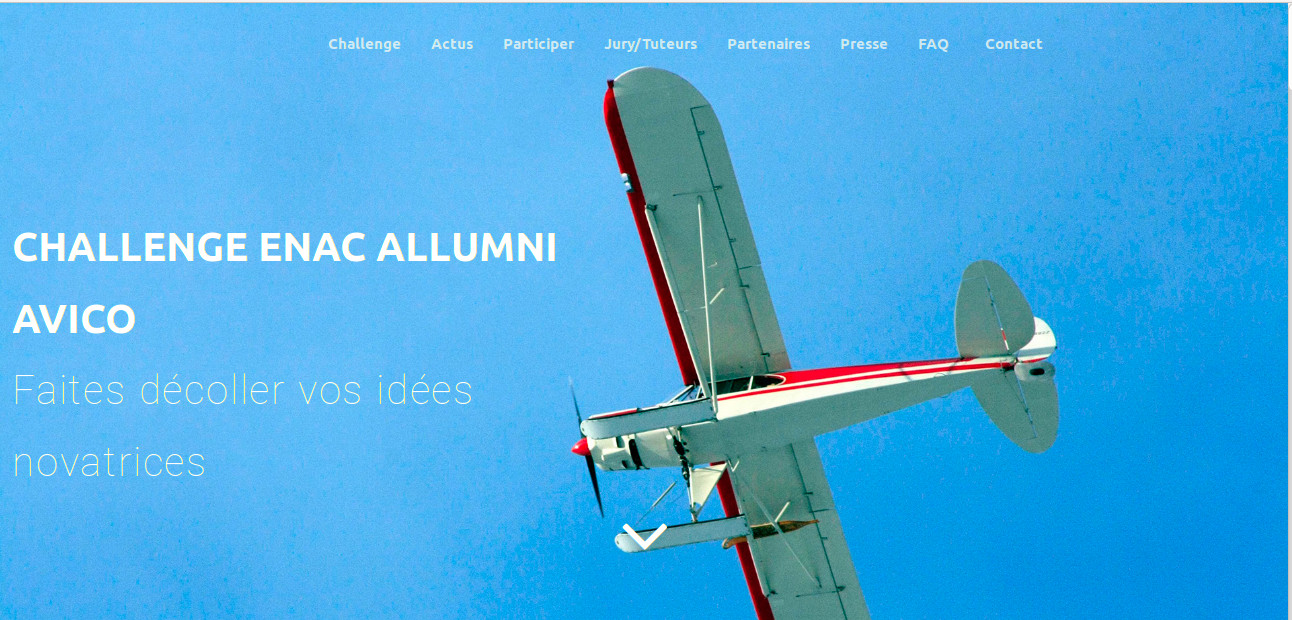 Challenge Actus Participer Jury/Tuteurs Partenaires Presse FAQ Contact
CHALLENGE ENAC ALLUMNI
AVICO
Faites décoller vos idées
novatrices